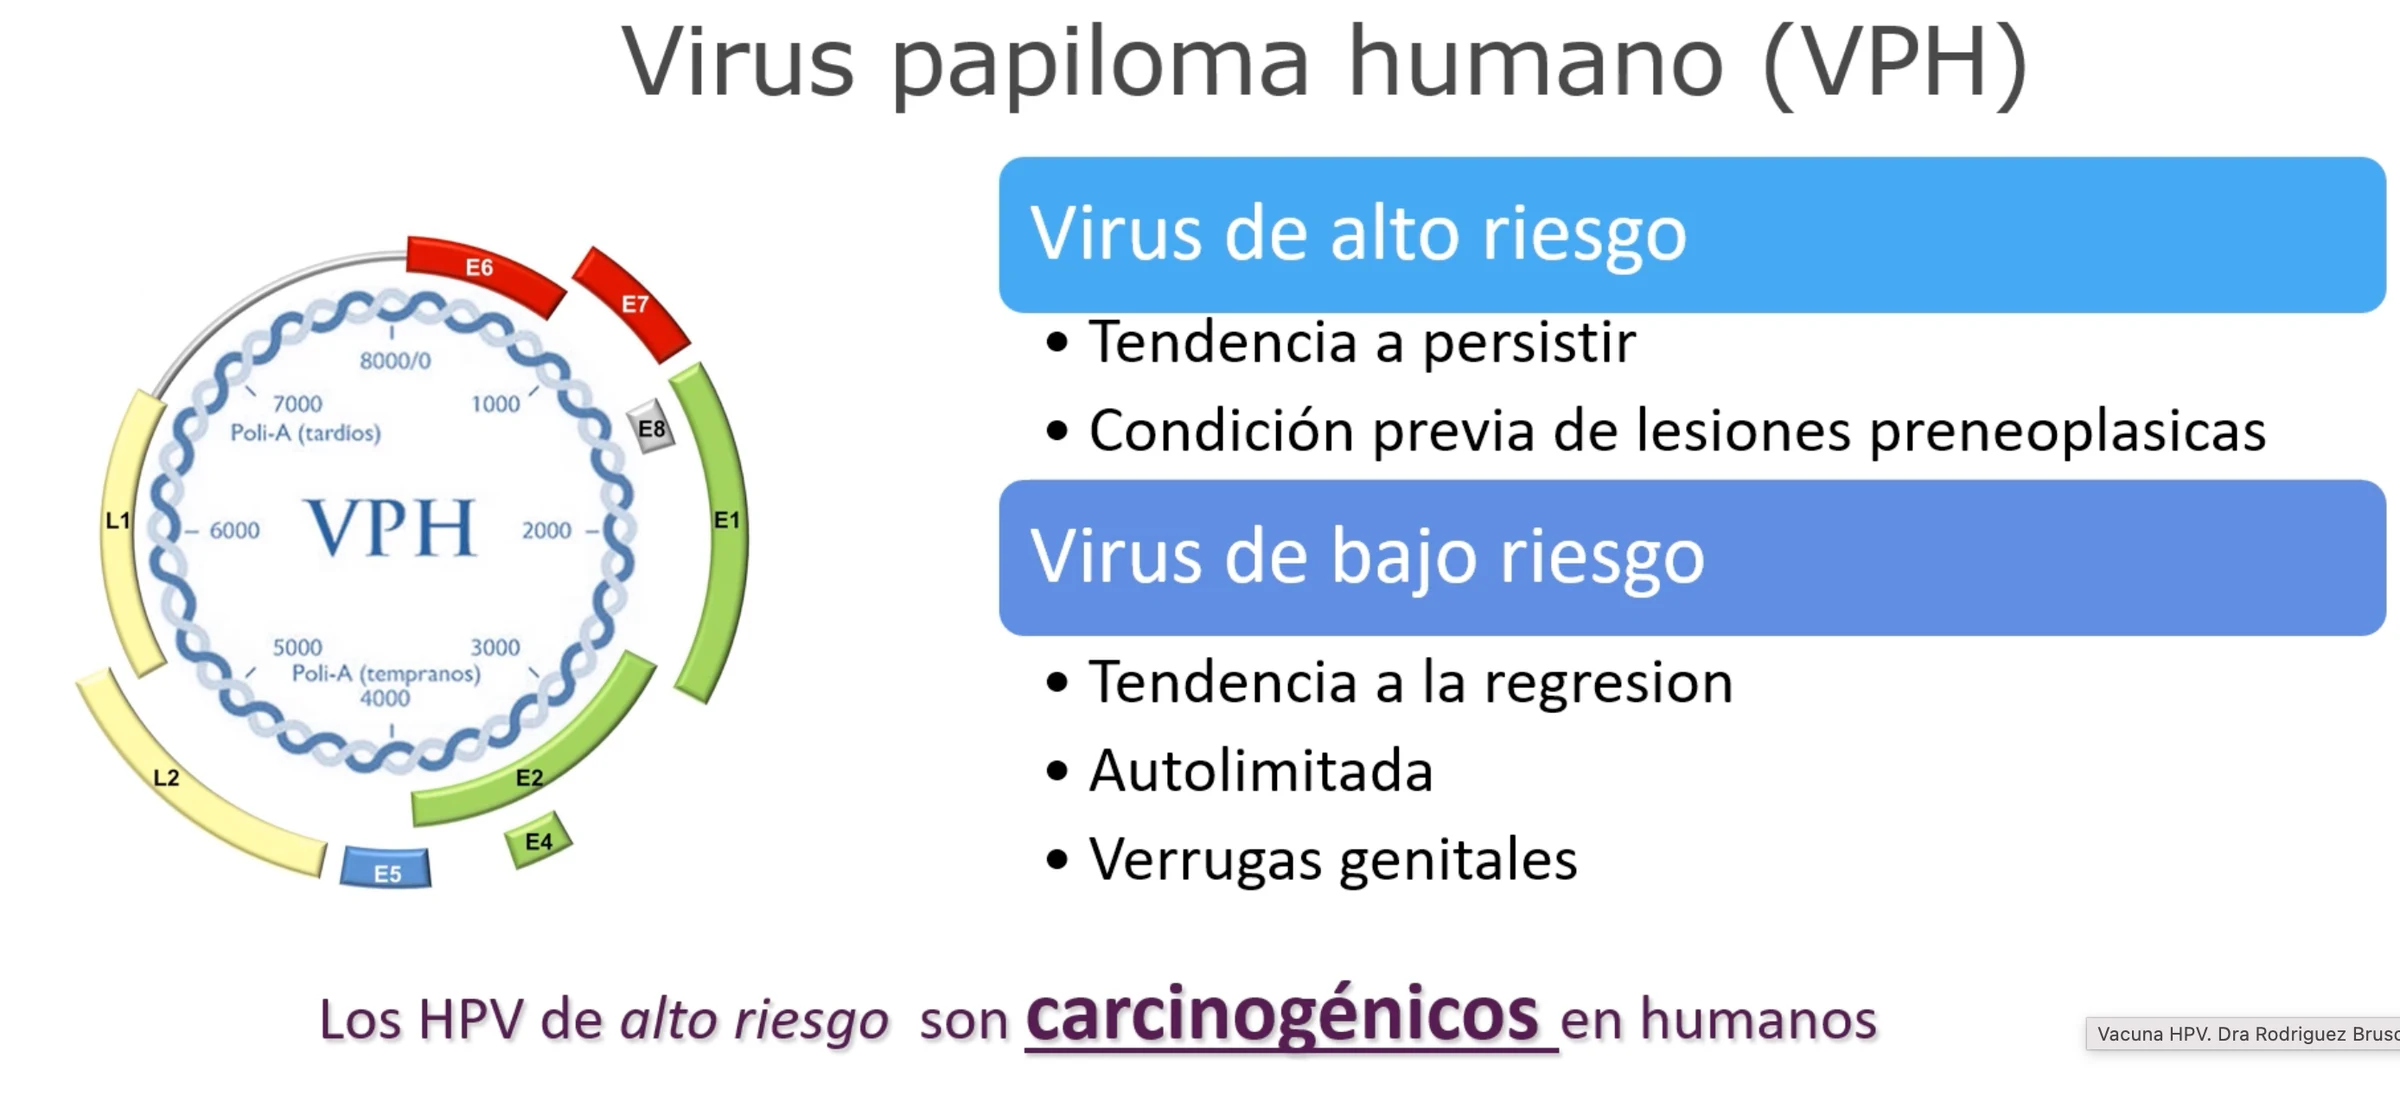 Virus papiloma humano (VPH)
Virus de alto riesgo
• Tendencia a persistir
• Condición previa de lesiones preneoplasicas
Virus de bajo riesgo
• Tendencia a la regresion
• Autolimitada
• Verrugas genitales
E6
E7
E8
E1
E2
E4
E5
L2
L1
8000/0
7000
1000
Poli-A (tardíos)
6000
VPH
2000
5000
3000
Poli-A (tempranos)
4000
Los HPV de alto riesgo son carcinogénicos en humanos
Vacuna HPV. Dra Rodriguez